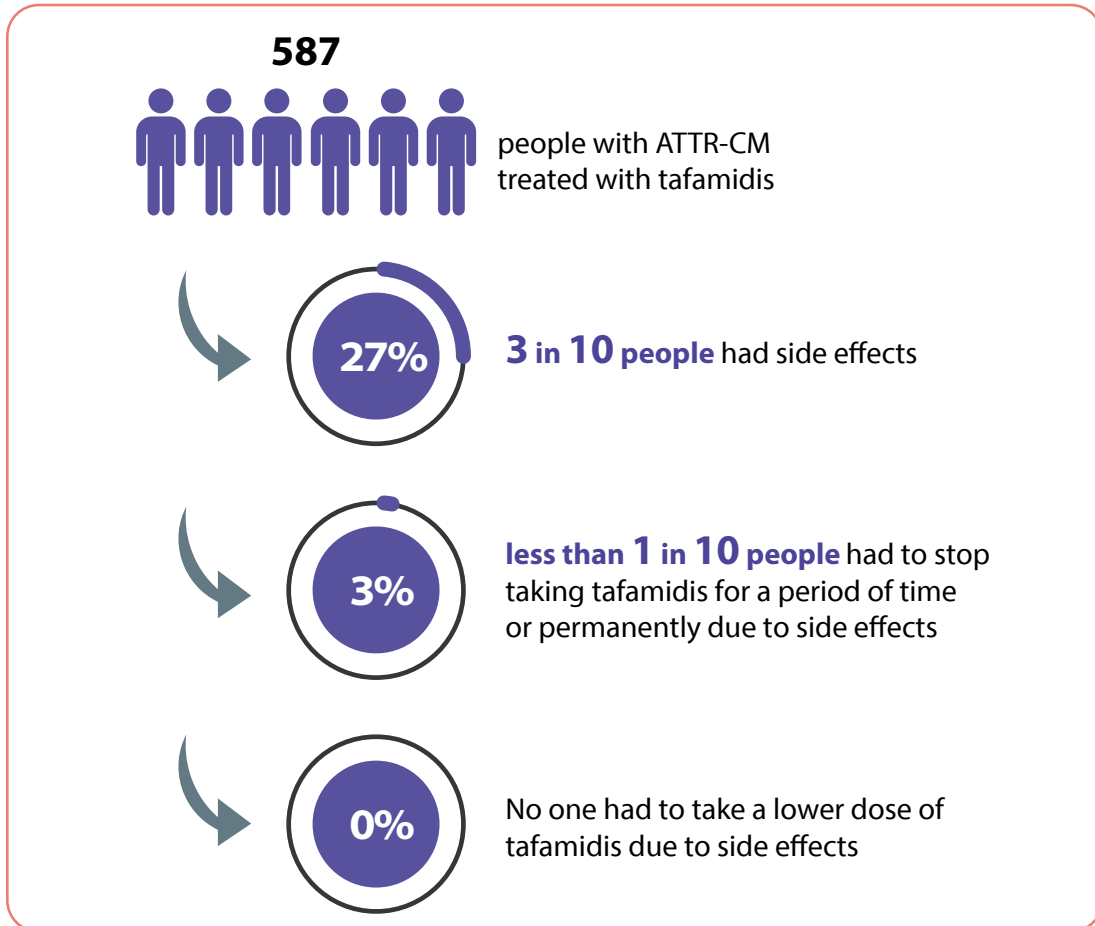 587
people with ATTR-CM
treated with tafamidis
27%
3 in 10 people had side effects
3%
less than 1 in 10 people had to stop
taking tafamidis for a period of time
or permanently due to side effects
0%
No one had to take a lower dose of
tafamidis due to side effects